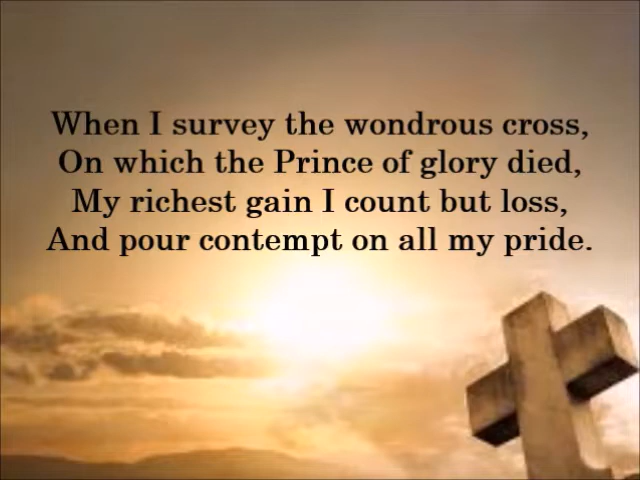 When I survey the wondrous cross,
On which the Prince of glory died,
My richest gain I count but loss,
And pour contempt on all my pride.